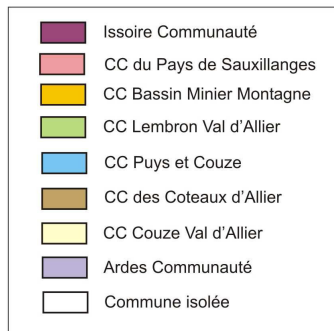 Issoire Communauté
CC du Pays de Sauxillanges
CC Bassin Minier Montagne
CC Lembron Val d'Allier
CC Puys et Couze
CC des Coteaux d'Allier
CC Couze Val d'Allier
Ardes Communauté
Commune isolée